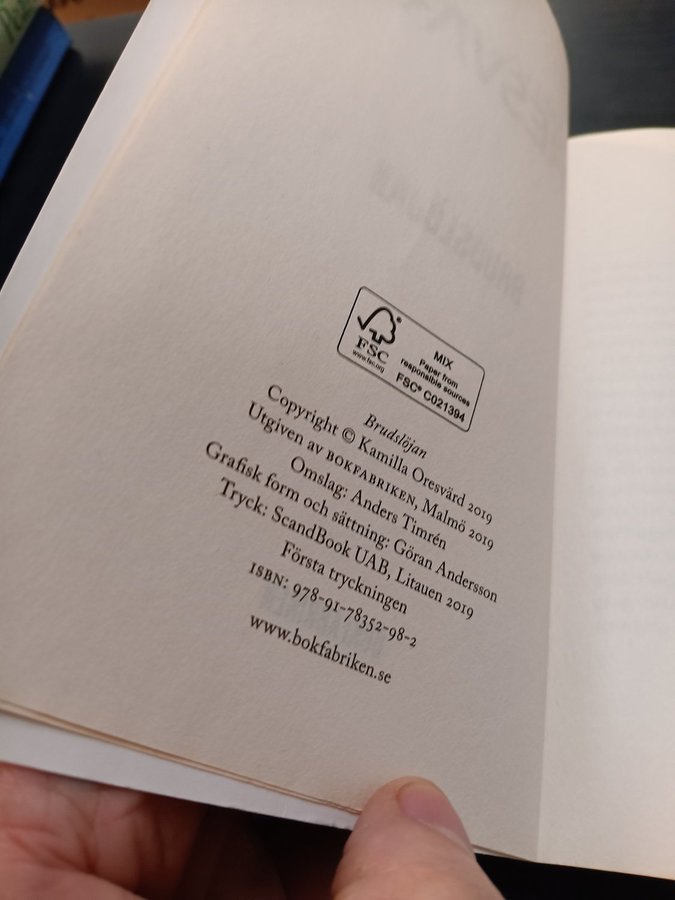 FSC®
www.fsc.org
MIX
Paper from
responsible sources
FSC® C021394
Brudslöjan
Copyright © Kamilla Oresvärd 2019
Utgiven av BOKFABRIKEN, Malmö 2019
Omslag: Anders Timrén
Grafisk form och sättning: Göran Andersson
Tryck: ScandBook UAB, Litauen 2019
Första tryckningen
ISBN: 978-91-78352-98-2
www.bokfabriken.se